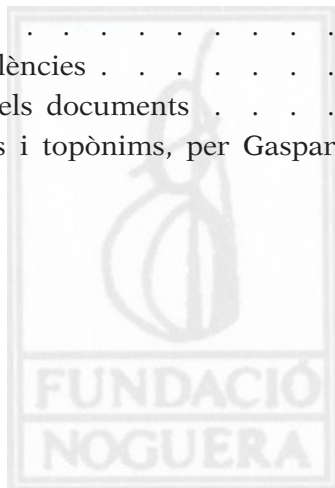 . . . . . . . . . .
lències . . . . . . .
els documents . . . .
s i topònims, per Gaspar
FUNDACIÓ
NOGUERA